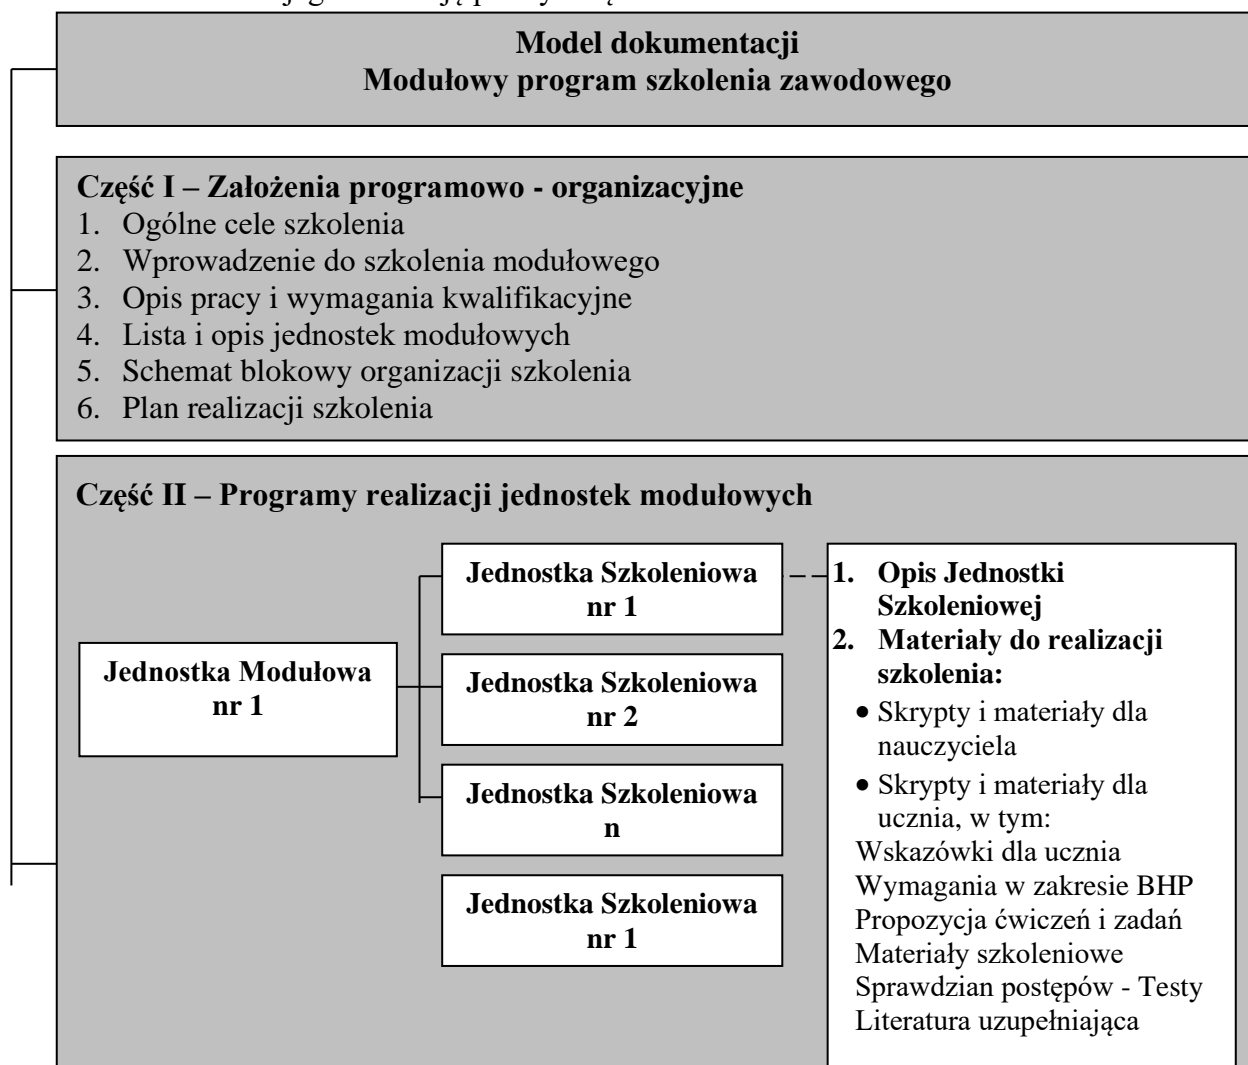 Model dokumentacji
Modułowy program szkolenia zawodowego
Część I – Założenia programowo - organizacyjne
1. Ogólne cele szkolenia
2. Wprowadzenie do szkolenia modułowego
3. Opis pracy i wymagania kwalifikacyjne
4. Lista i opis jednostek modułowych
5. Schemat blokowy organizacji szkolenia
6. Plan realizacji szkolenia
Część II – Programy realizacji jednostek modułowych
Jednostka Modułowa
nr 1
Jednostka Szkoleniowa
nr 1
Jednostka Szkoleniowa
nr 2
Jednostka Szkoleniowa
n
Jednostka Szkoleniowa
nr 1
1. Opis Jednostki
Szkoleniowej
2. Materiały do realizacji
szkolenia:
• Skrypty i materiały dla
nauczyciela
• Skrypty i materiały dla
ucznia, w tym:
Wskazówki dla ucznia
Wymagania w zakresie BHP
Propozycja ćwiczeń i zadań
Materiały szkoleniowe
Sprawdzian postępów - Testy
Literatura uzupełniająca